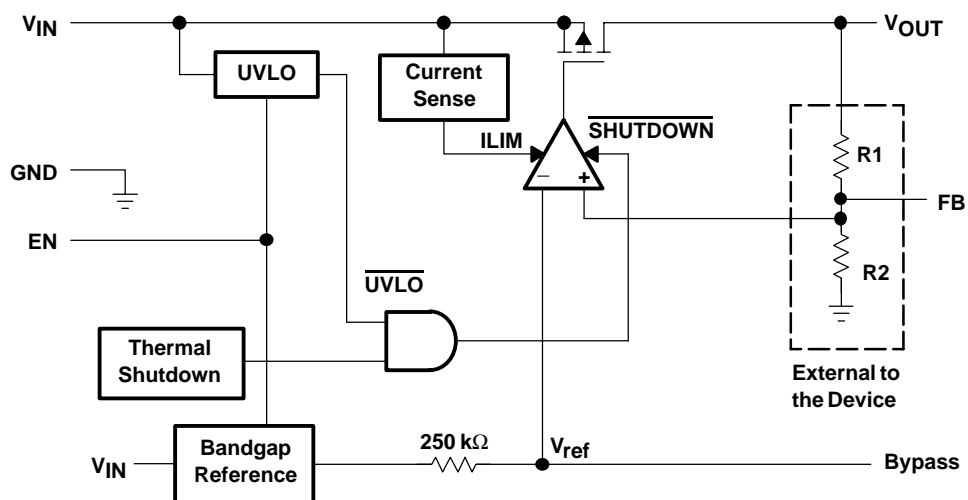 VIN
VOUT
UVLO
Current
Sense
SHUTDOWN
ILIM
R1
GND
− +
FB
EN
R2
UVLO
Thermal
Shutdown
External to
the Device
250 kΩ
Vref
VIN
Bandgap
Reference
Bypass